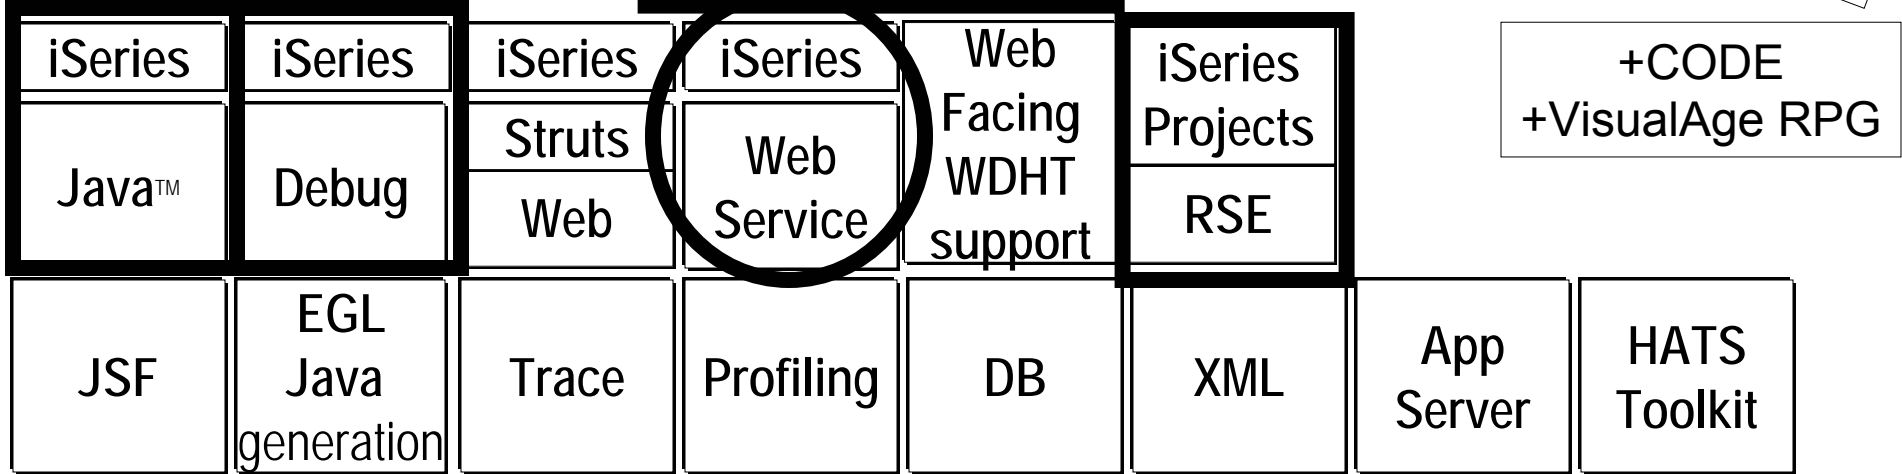 iSeries
Java™
iSeries
Debug
iSeries
Struts
Web
iSeries
Web
Service
Web
Facing
WDHT
support
iSeries
Projects
RSE
+CODE
+VisualAge RPG
JSF
EGL
Java
generation
Trace
Profiling
DB
XML
App
Server
HATS
Toolkit